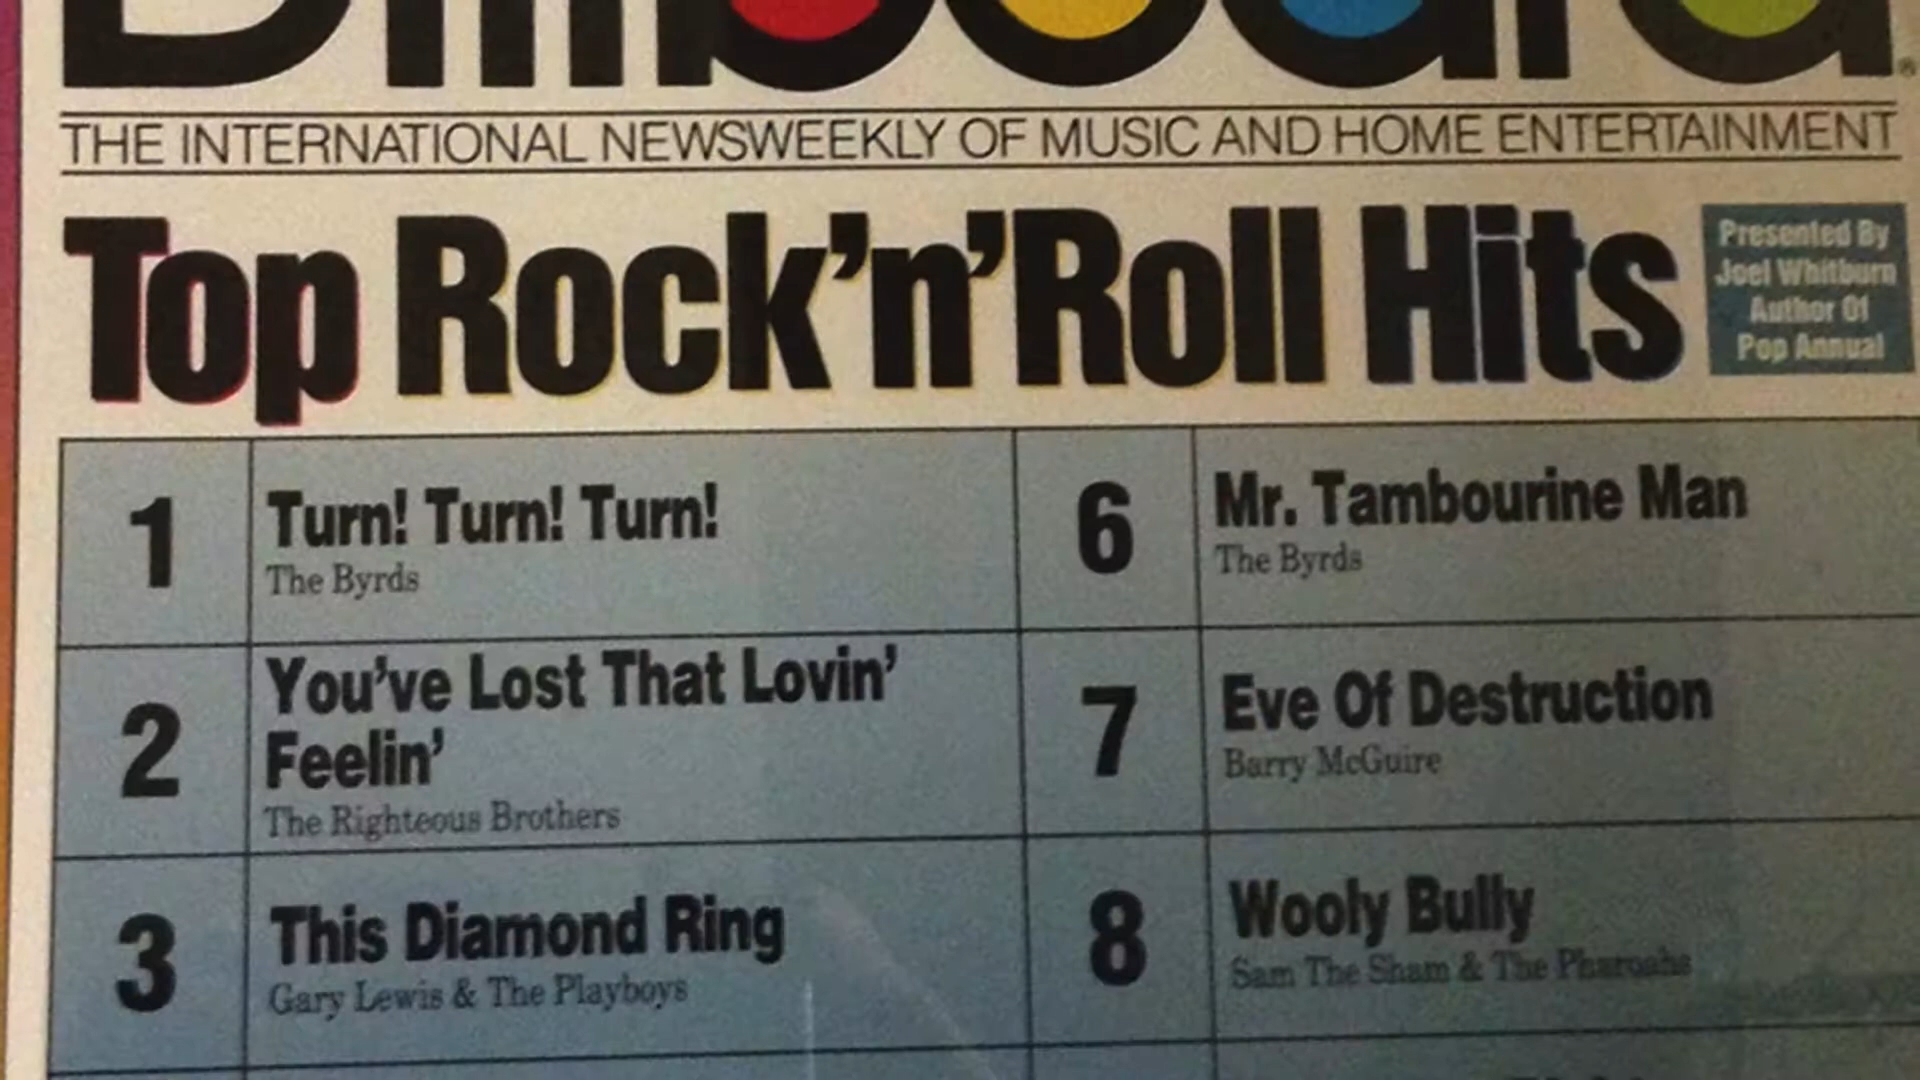 Billboard®
THE INTERNATIONAL NEWSWEEKLY OF MUSIC AND HOME ENTERTAINMENT
Top Rock'n'Roll Hits
Presented By
Joel Whitburn
Author Of
Pop Annual
1
Turn! Turn! Turn!
The Byrds
2
You've Lost That Lovin'
Feelin'
The Righteous Brothers
3
This Diamond Ring
Gary Lewis & The Playboys
6
Mr. Tambourine Man
The Byrds
7
Eve Of Destruction
Barry McGuire
8
Wooly Bully
Sam The Sham & The Pharoahs